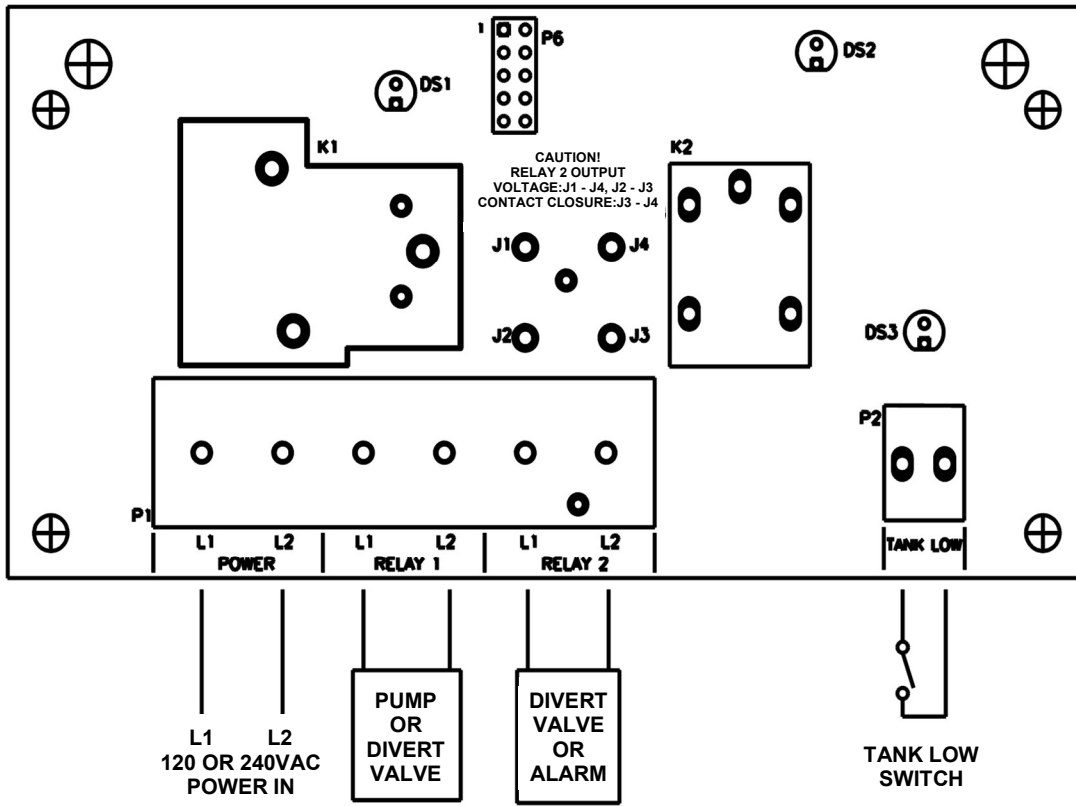 1
P6
DS1
DS2
K1
CAUTION!
RELAY 2 OUTPUT
VOLTAGE:J1 - J4, J2 - J3
CONTACT CLOSURE:J3 - J4
K2
J1
J4
J2
J3
DS3
P2
P1
L1 L2 L1 L2 L1 L2
POWER RELAY 1 RELAY 2
TANK LOW
L1 L2
120 OR 240VAC
POWER IN
PUMP
OR
DIVERT
VALVE
DIVERT
VALVE
OR
ALARM
TANK LOW
SWITCH